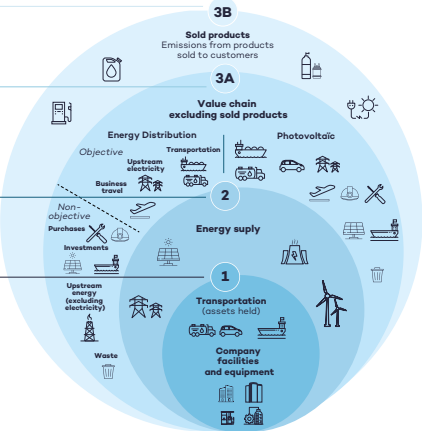 3B
Sold products
Emissions from products
sold to customers
3A
Value chain
excluding sold products
Energy Distribution
Photovoltaïc
Objective
Transportation
Upstream
electricity
Business
travel
2
Non-
objective
Purchases
Energy suply
Investments
1
Upstream
energy
(excluding
electricity)
Transportation
(assets held)
Company
facilities
and equipment
Waste